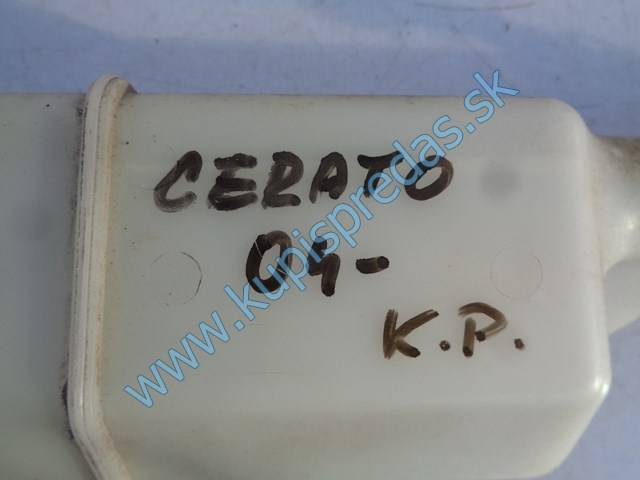 CERATO
04-
K.P.
www.kupispredas.sk